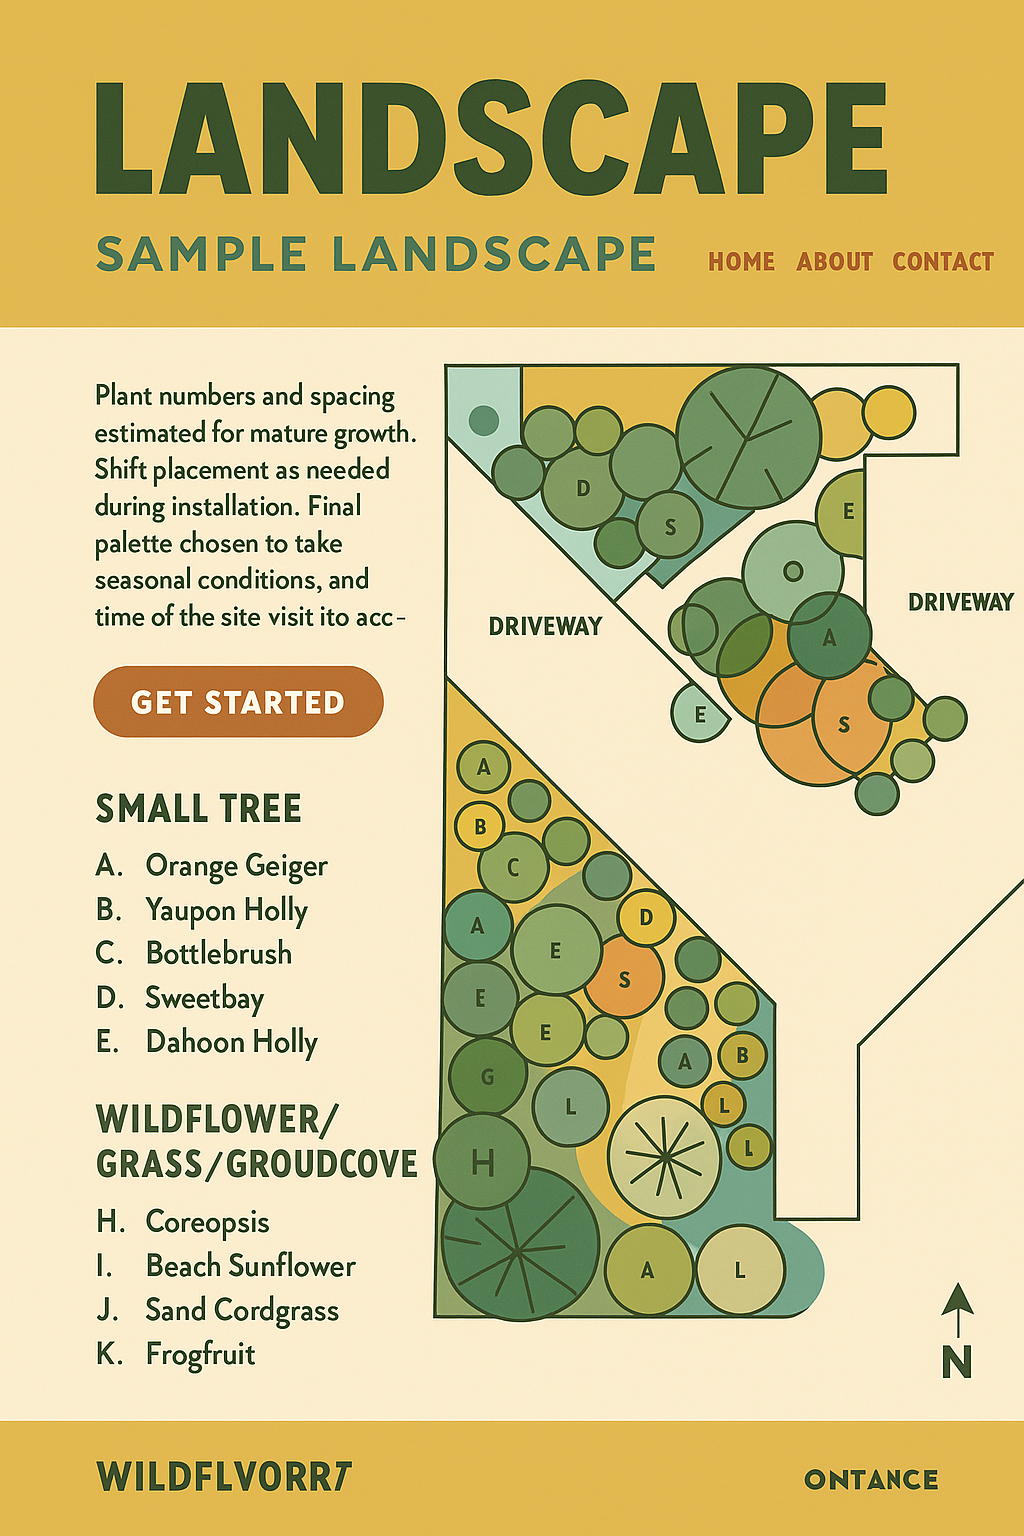 LANDSCAPE
SAMPLE LANDSCAPE
HOME ABOUT CONTACT
Plant numbers and spacing
estimated for mature growth.
Shift placement as needed
during installation. Final
palette chosen to take
seasonal conditions, and
time of the site visit ito acc-
GET STARTED
SMALL TREE
A. Orange Geiger
B. Yaupon Holly
C. Bottlebrush
D. Sweetbay
E. Dahoon Holly
WILDFLOWER/
GRASS/GROUDCOVE
H. Coreopsis
I. Beach Sunflower
J. Sand Cordgrass
K. Frogfruit
D
S
E
O
A
S
E
DRIVEWAY
DRIVEWAY
A
B
C
A
D
E
S
E
E
G
A
B
L
L
L
H
A
L
N
WILDFLVORRT
ONTANCE